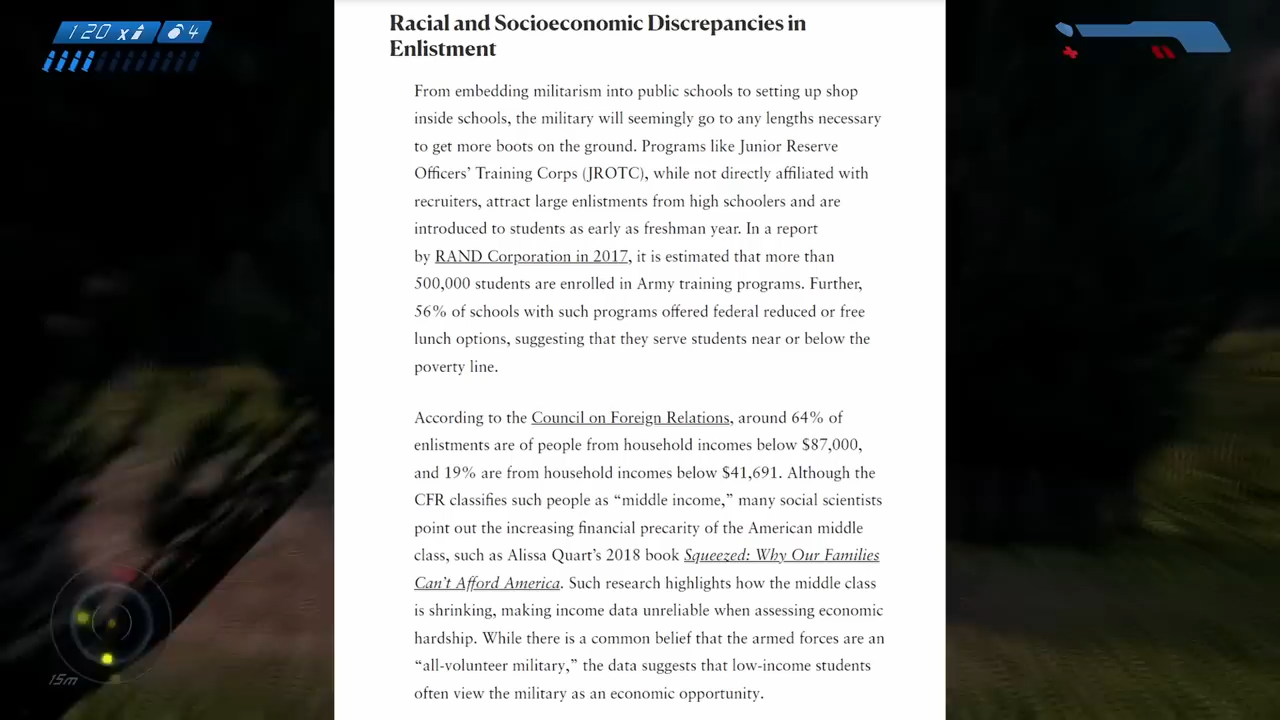 120 x
4
Racial and Socioeconomic Discrepancies in
Enlistment
From embedding militarism into public schools to setting up shop
inside schools, the military will seemingly go to any lengths necessary
to get more boots on the ground. Programs like Junior Reserve
Officers’ Training Corps (JROTC), while not directly affiliated with
recruiters, attract large enlistments from high schoolers and are
introduced to students as early as freshman year. In a report
by RAND Corporation in 2017, it is estimated that more than
500,000 students are enrolled in Army training programs. Further,
56% of schools with such programs offered federal reduced or free
lunch options, suggesting that they serve students near or below the
poverty line.
According to the Council on Foreign Relations, around 64% of
enlistments are of people from household incomes below $87,000,
and 19% are from household incomes below $41,691. Although the
CFR classifies such people as “middle income,” many social scientists
point out the increasing financial precarity of the American middle
class, such as Alissa Quart’s 2018 book Squeezed: Why Our Families
Can’t Afford America. Such research highlights how the middle class
is shrinking, making income data unreliable when assessing economic
hardship. While there is a common belief that the armed forces are an
“all-volunteer military,” the data suggests that low-income students
often view the military as an economic opportunity.
15m